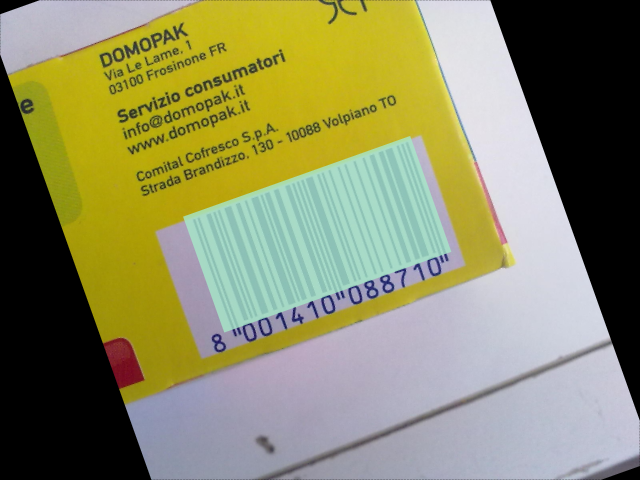 DOMOPAK
Via Le Lame, 1
03100 Frosinone FR
Servizio consumatori
info@domopak.it
www.domopak.it
Comital Cofresco S.p.A.
Strada Brandizzo, 130 - 10088 Volpiano TO
e
8 "001410"088710"